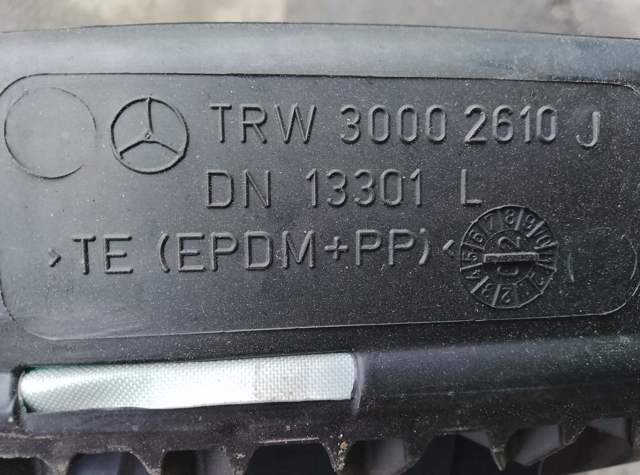 TRW 3000 2610 J
DN 13301 L
>TE (EPDM+PP)<